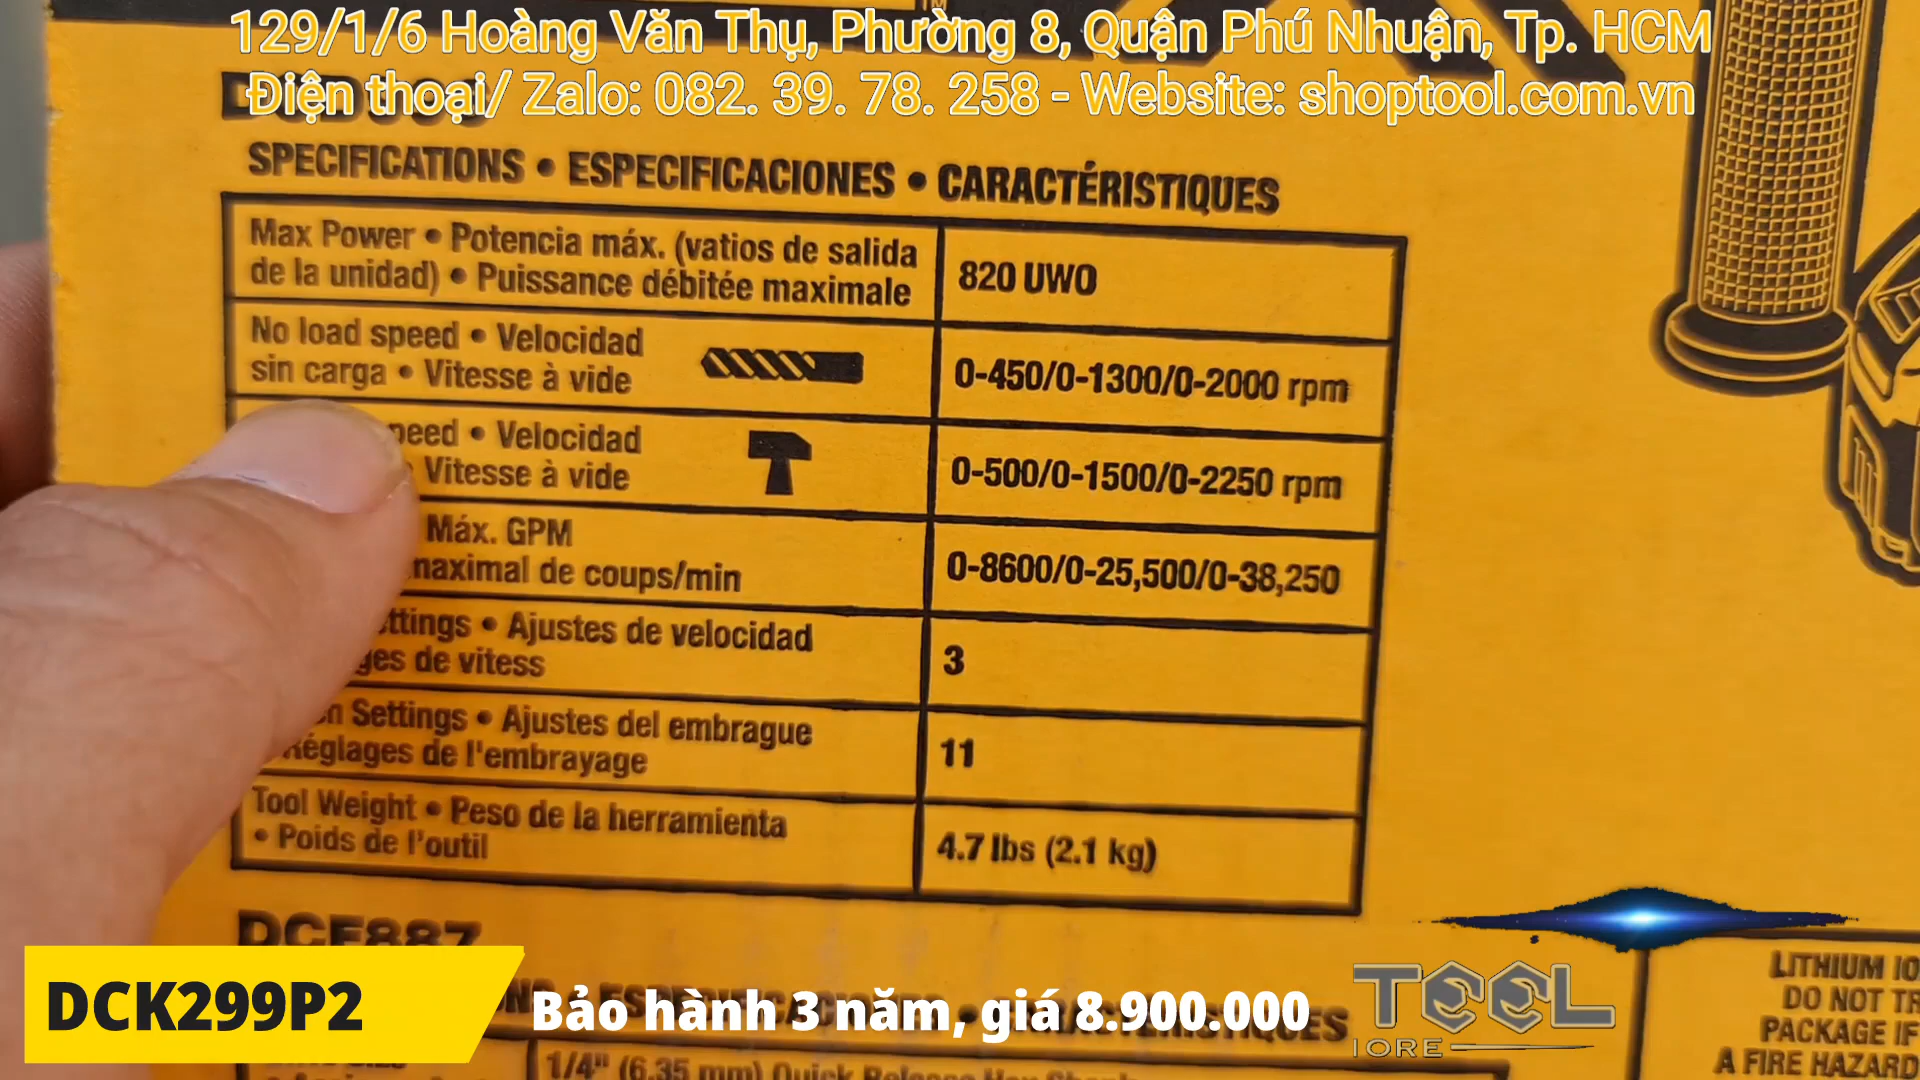 129/1/6 Hoàng Văn Thụ, Phường 8, Quận Phú Nhuận, Tp. HCM
Điện thoại/ Zalo: 082. 39. 78. 258 - Website: shoptool.com.vn
SPECIFICATIONS • ESPECIFICACIONES • CARACTÉRISTIQUES
Max Power • Potencia máx. (vatios de salida
de la unidad) • Puissance débitée maximale
820 UWO
No load speed • Velocidad
sin carga • Vitesse à vide
0-450/0-1300/0-2000 rpm
peed • Velocidad
Vitesse à vide
0-500/0-1500/0-2250 rpm
Máx. GPM
maximal de coups/min
0-8600/0-25,500/0-38,250
ttings • Ajustes de velocidad
ges de vitess
3
n Settings • Ajustes del embrague
Réglages de l'embrayage
11
Tool Weight • Peso de la herramienta
• Poids de l'outil
4.7 lbs (2.1 kg)
DCF887
DCK299P2
Bảo hành 3 năm, giá 8.900.000
TOOL
IORE
1/4" (6.35 mm) Quick Release Hex Shank
LITHIUM IO
DO NOT TR
PACKAGE IF
A FIRE HAZARD